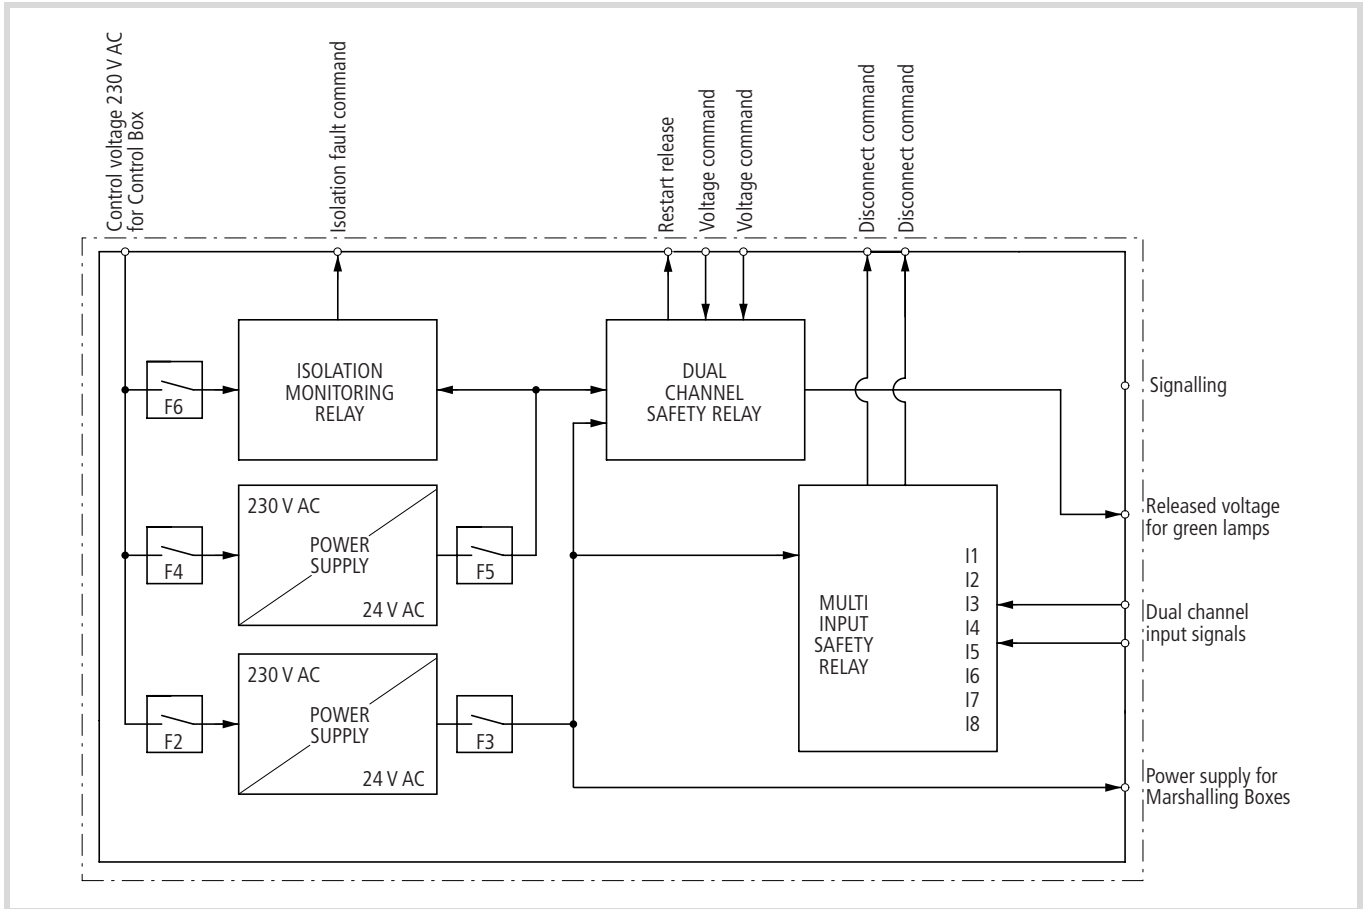 Control voltage 230 V AC
for Control Box
Isolation fault command
Restart release
Voltage command
Voltage command
Disconnect command
Disconnect command
ISOLATION
MONITORING
RELAY
DUAL
CHANNEL
SAFETY RELAY
F6
Signalling
230 V AC
POWER
SUPPLY
24 V AC
F4
F5
Released voltage
for green lamps
MULTI
INPUT
SAFETY
RELAY
I1
I2
I3
I4
I5
I6
I7
I8
Dual channel
input signals
230 V AC
POWER
SUPPLY
24 V AC
F2
F3
Power supply for
Marshalling Boxes